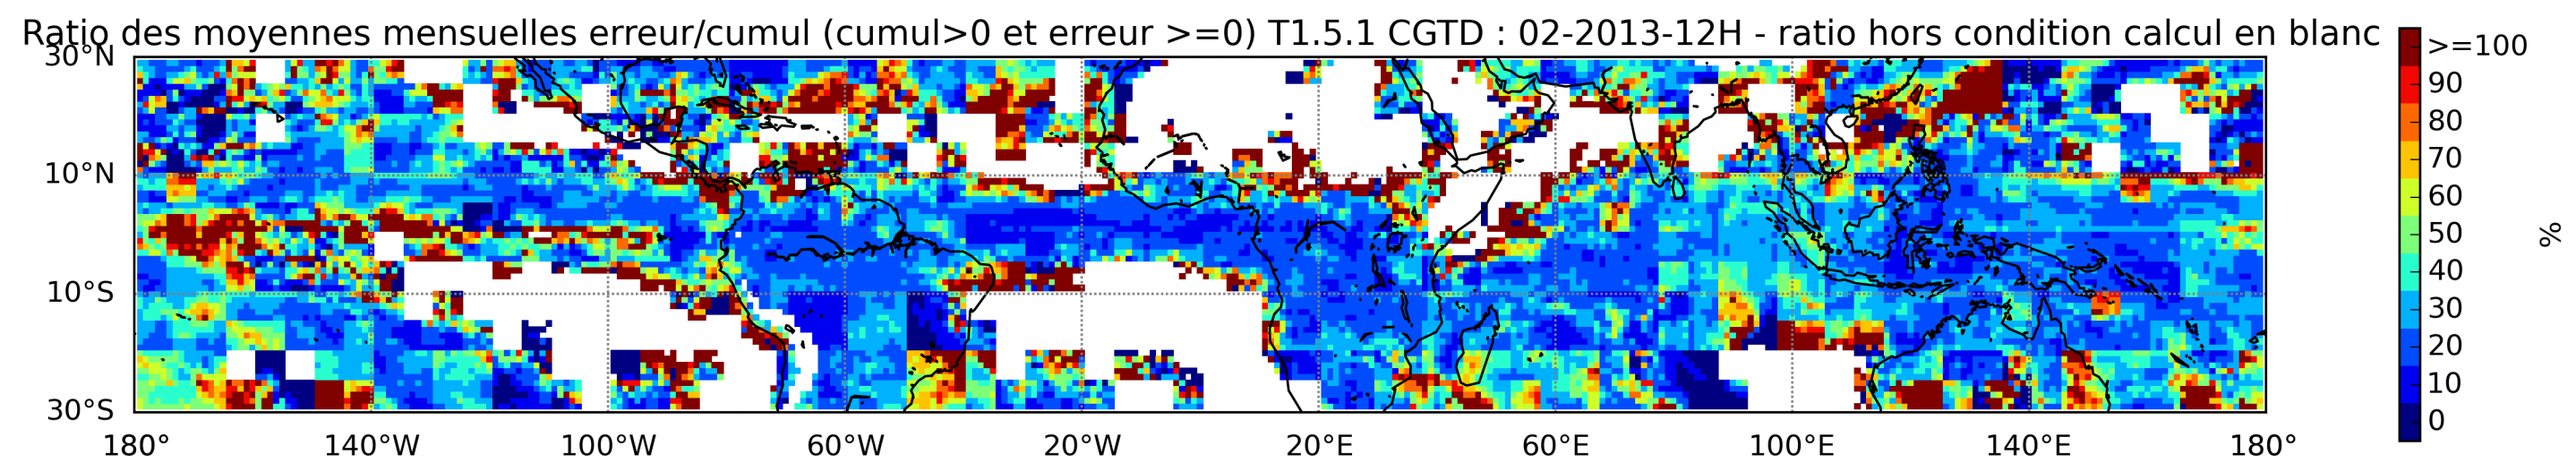 Ratio des moyennes mensuelles erreur/cumul (cumul>0 et erreur >=0) T1.5.1 CGTD : 02-2013-12H - ratio hors condition calcul en blanc
30°N
10°N
10°S
30°S
180° 140°W 100°W 60°W 20°W 20°E 60°E 100°E 140°E 180°
>=100
90
80
70
60
50
40
30
20
10
0
%